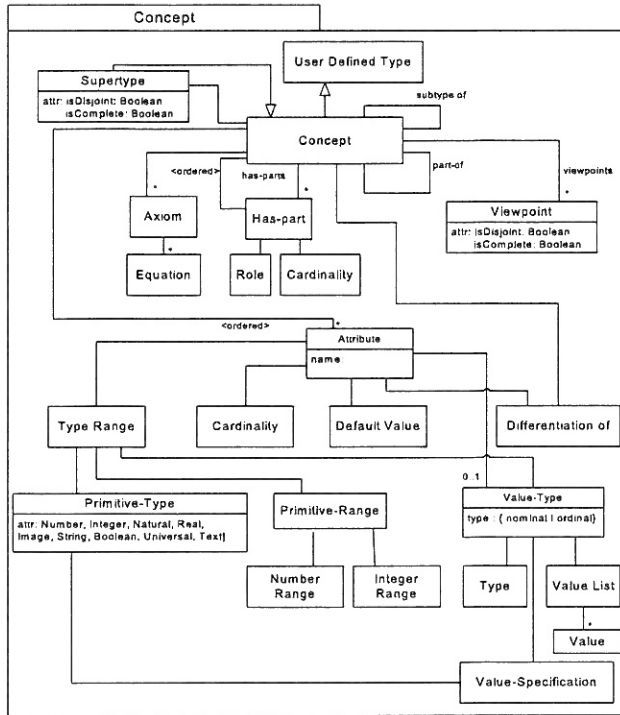 Concept
User Defined Type
Supertype
attr: isDisjoint: Boolean
isComplete: Boolean
subtype of
Concept
<ordered>
has-parts
part-of
viewpoints
*
*
*
Axiom
Has-part
Viewpoint
attr: isDisjoint: Boolean
isComplete: Boolean
*
Equation
Role
Cardinality
<ordered>
*
Attribute
name
Type Range
Cardinality
Default Value
Differentiation of
0..1
Primitive-Type
attr: Number, Integer, Natural, Real,
Image, String, Boolean, Universal, Text}
Primitive-Range
Value-Type
type : { nominal | ordinal}
Number
Range
Integer
Range
Type
Value List
*
Value
Value-Specification